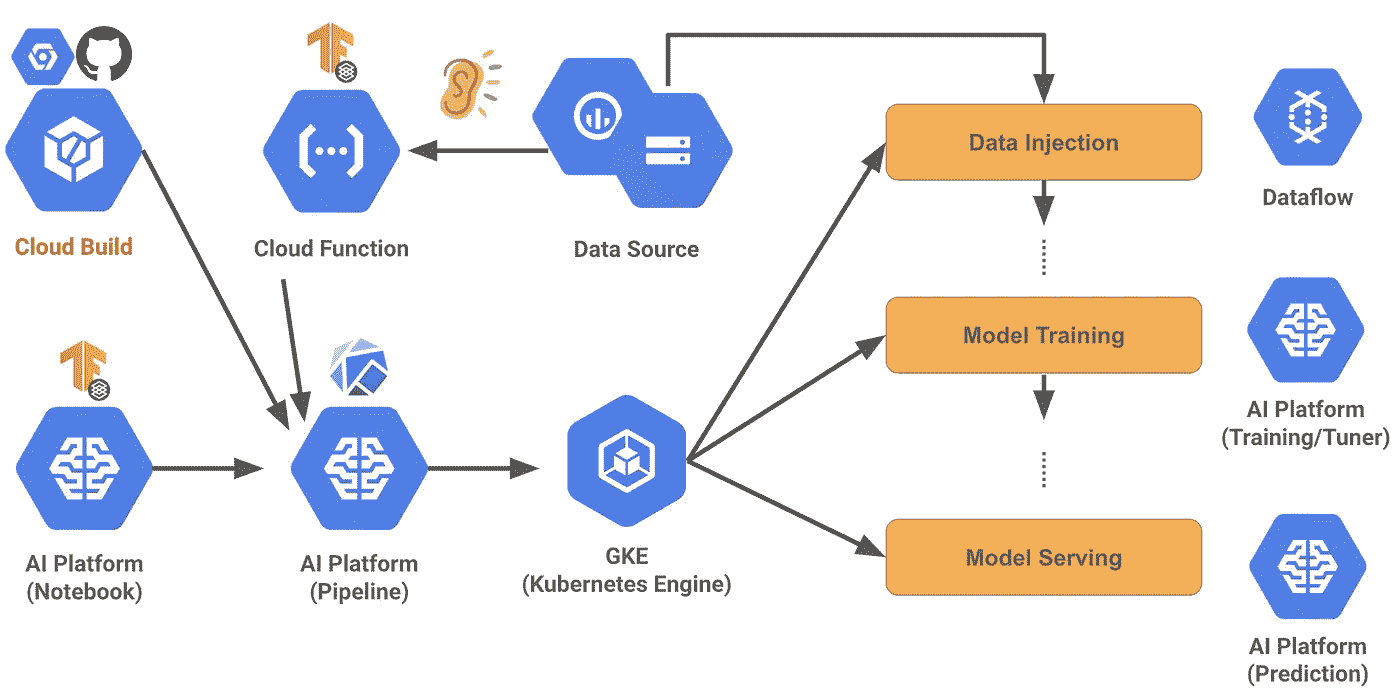 Cloud Build
Cloud Function
Data Source
Data Injection
Dataflow
Model Training
AI Platform
(Training/Tuner)
AI Platform
(Notebook)
AI Platform
(Pipeline)
GKE
(Kubernetes Engine)
Model Serving
AI Platform
(Prediction)